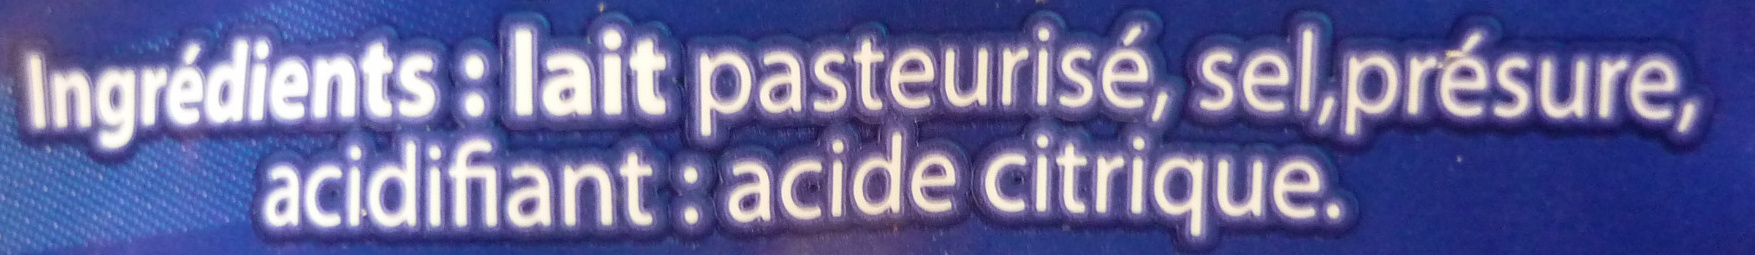 Ingrédients : lait pasteurisé, sel,présure,
acidifiant : acide citrique.